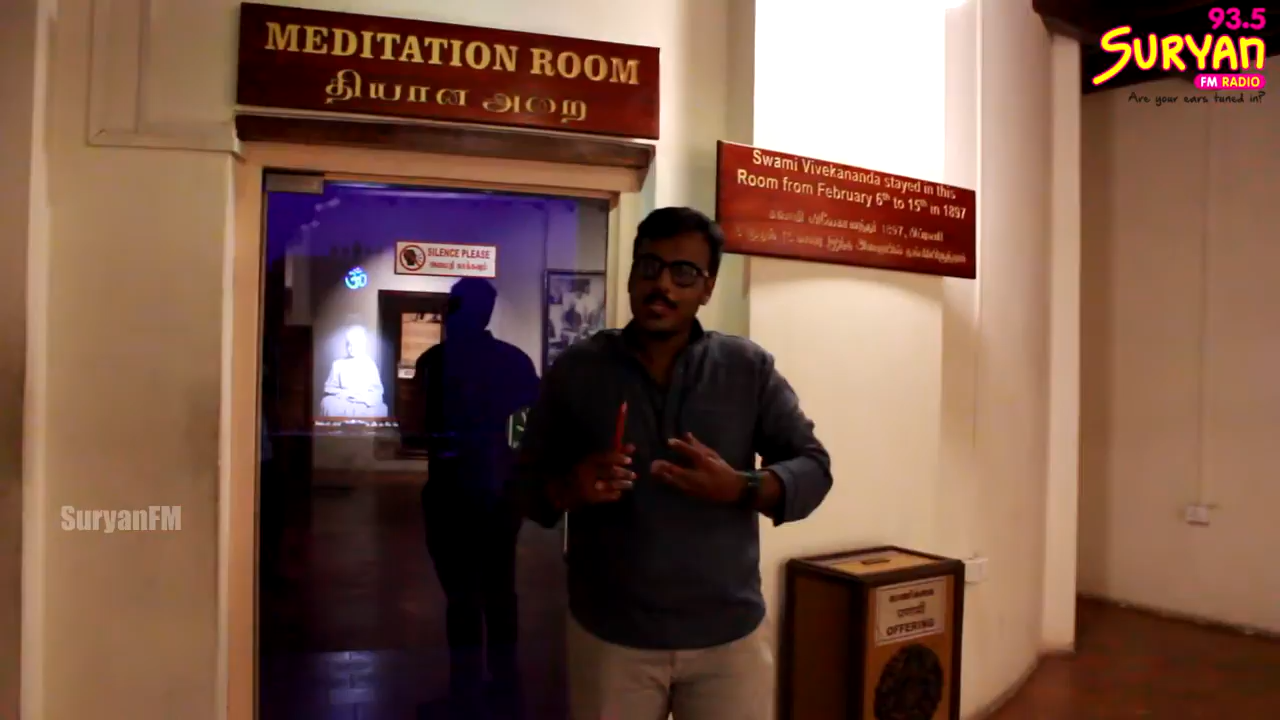 MEDITATION ROOM
தியான அறை
Swami Vivekananda stayed in this
Room from February 6th to 15th in 1897
SILENCE PLEASE
ॐ
OFFERING
93.5
SURYAN
FM RADIO
Are your ears tuned in?
SuryanFM